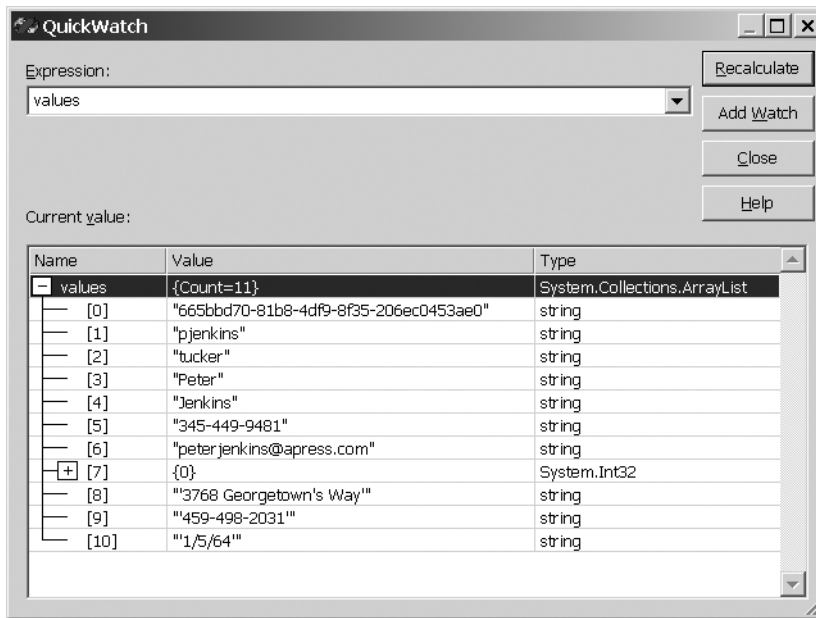 QuickWatch
Expression:
Recalculate
values
Add Watch
Close
Help
Current value:
Name Value Type
values {Count=11} System.Collections.ArrayList
[0] "665bbd70-81b8-4df9-8f35-206ec0453ae0" string
[1] "pjenkins" string
[2] "tucker" string
[3] "Peter" string
[4] "Jenkins" string
[5] "345-449-9481" string
[6] "peterjenkins@apress.com" string
[7] {0} System.Int32
[8] "'3768 Georgetown's Way'" string
[9] "'459-498-2031'" string
[10] "'1/5/64'" string